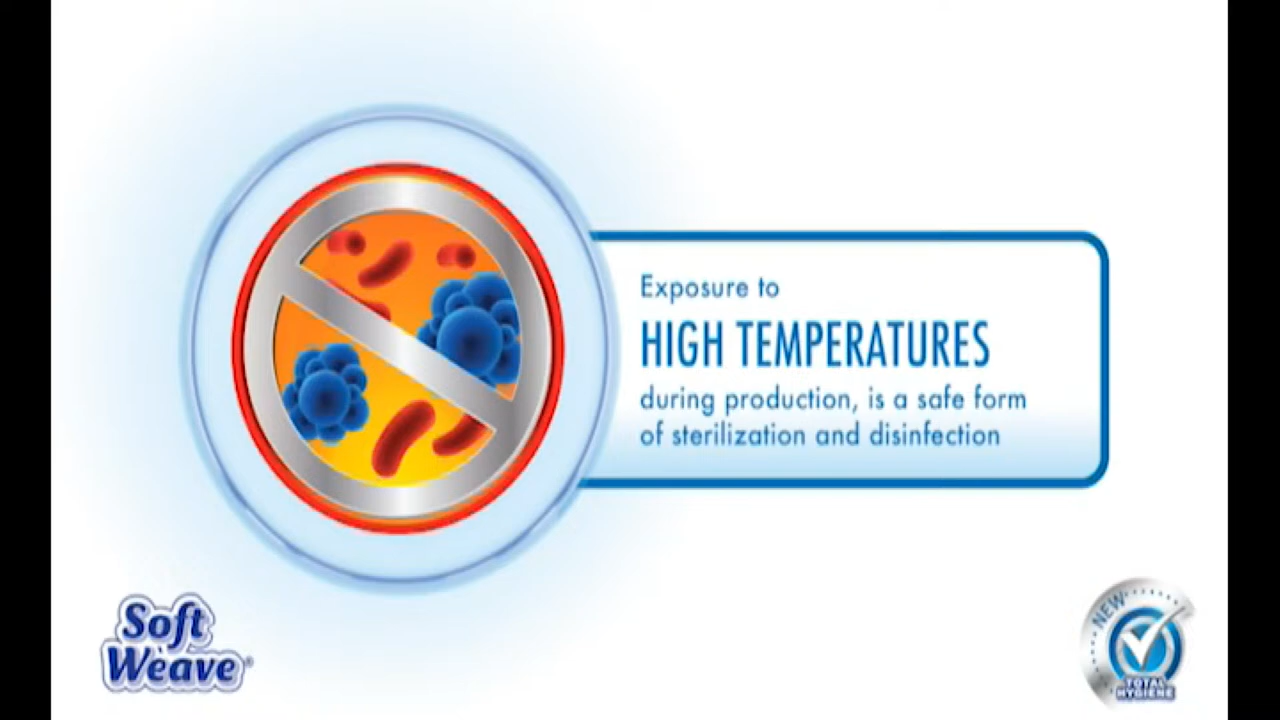 Exposure to
HIGH TEMPERATURES
during production, is a safe form
of sterilization and disinfection
Soft
Weave®
NEW
TOTAL
HYGIENE